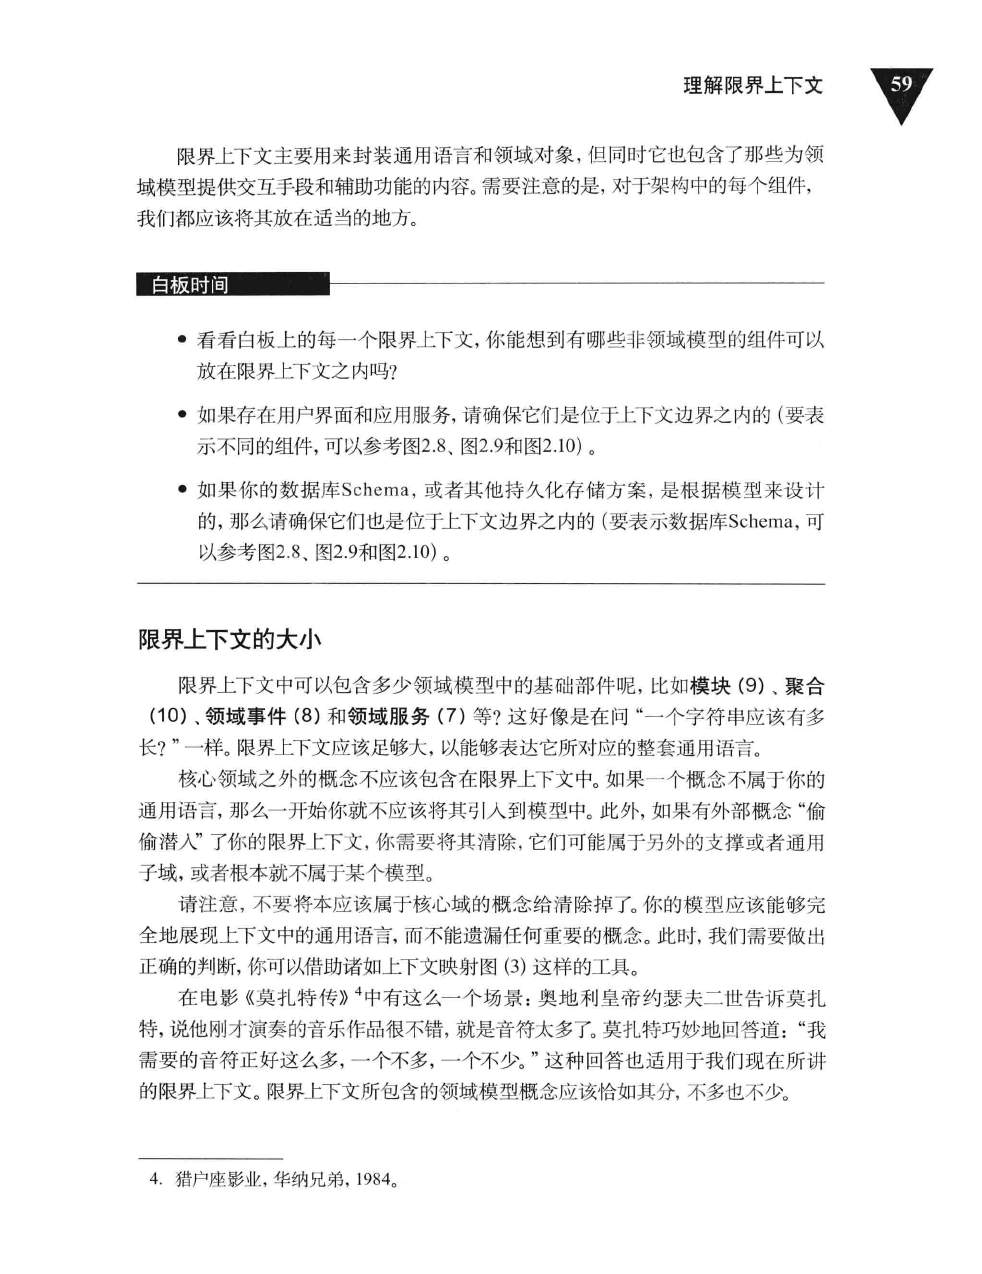 理解限界上下文
59
限界上下文主要用来封装通用语言和领域对象，但同时它也包含了那些为领
域模型提供交互手段和辅助功能的内容。需要注意的是，对于架构中的每个组件，
我们都应该将其放在适当的地方。
白板时间
● 看看白板上的每一个限界上下文，你能想到有哪些非领域模型的组件可以
放在限界上下文之内吗？
● 如果存在用户界面和应用服务，请确保它们是位于上下文边界之内的（要表
示不同的组件，可以参考图2.8、图2.9和图2.10）。
● 如果你的数据库Schema，或者其他持久化存储方案，是根据模型来设计
的，那么请确保它们也是位于上下文边界之内的（要表示数据库Schema，可
以参考图2.8、图2.9和图2.10）。
限界上下文的大小
限界上下文中可以包含多少领域模型中的基础部件呢，比如模块（9）、聚合
（10）、领域事件（8）和领域服务（7）等？这好像是在问“一个字符串应该有多
长？”一样。限界上下文应该足够大，以能够表达它所对应的整套通用语言。
核心领域之外的概念不应该包含在限界上下文中。如果一个概念不属于你的
通用语言，那么一开始你就不应该将其引入到模型中。此外，如果有外部概念“偷
偷潜入”了你的限界上下文，你需要将其清除，它们可能属于另外的支撑或者通用
子域，或者根本就不属于某个模型。
请注意，不要将本应该属于核心域的概念给清除掉了。你的模型应该能够完
全地展现上下文中的通用语言，而不能遗漏任何重要的概念。此时，我们需要做出
正确的判断，你可以借助诸如上下文映射图（3）这样的工具。
在电影《莫扎特传》4中有这么一个场景：奥地利皇帝约瑟夫二世告诉莫扎
特，说他刚才演奏的音乐作品很不错，就是音符太多了。莫扎特巧妙地回答道：“我
需要的音符正好这么多，一个不多，一个不少。”这种回答也适用于我们现在所讲
的限界上下文。限界上下文所包含的领域模型概念应该恰如其分，不多也不少。
4. 猎户座影业，华纳兄弟，1984。